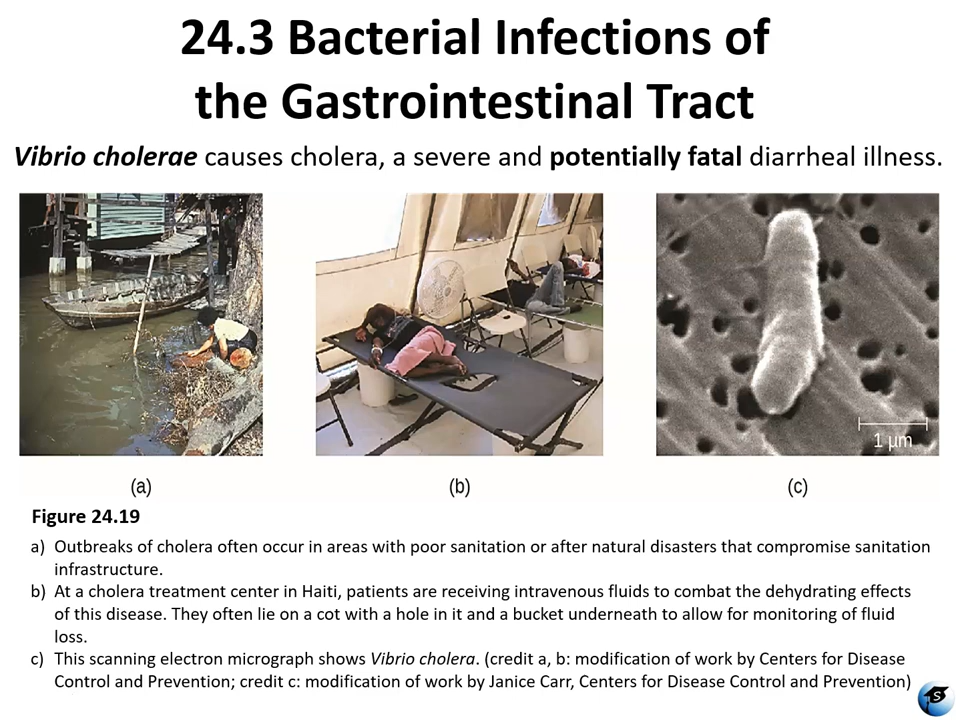 24.3 Bacterial Infections of
the Gastrointestinal Tract
Vibrio cholerae causes cholera, a severe and potentially fatal diarrheal illness.
1 μm
(a) (b) (c)
Figure 24.19
a) Outbreaks of cholera often occur in areas with poor sanitation or after natural disasters that compromise sanitation
infrastructure.
b) At a cholera treatment center in Haiti, patients are receiving intravenous fluids to combat the dehydrating effects
of this disease. They often lie on a cot with a hole in it and a bucket underneath to allow for monitoring of fluid
loss.
c) This scanning electron micrograph shows Vibrio cholera. (credit a, b: modification of work by Centers for Disease
Control and Prevention; credit c: modification of work by Janice Carr, Centers for Disease Control and Prevention)
S